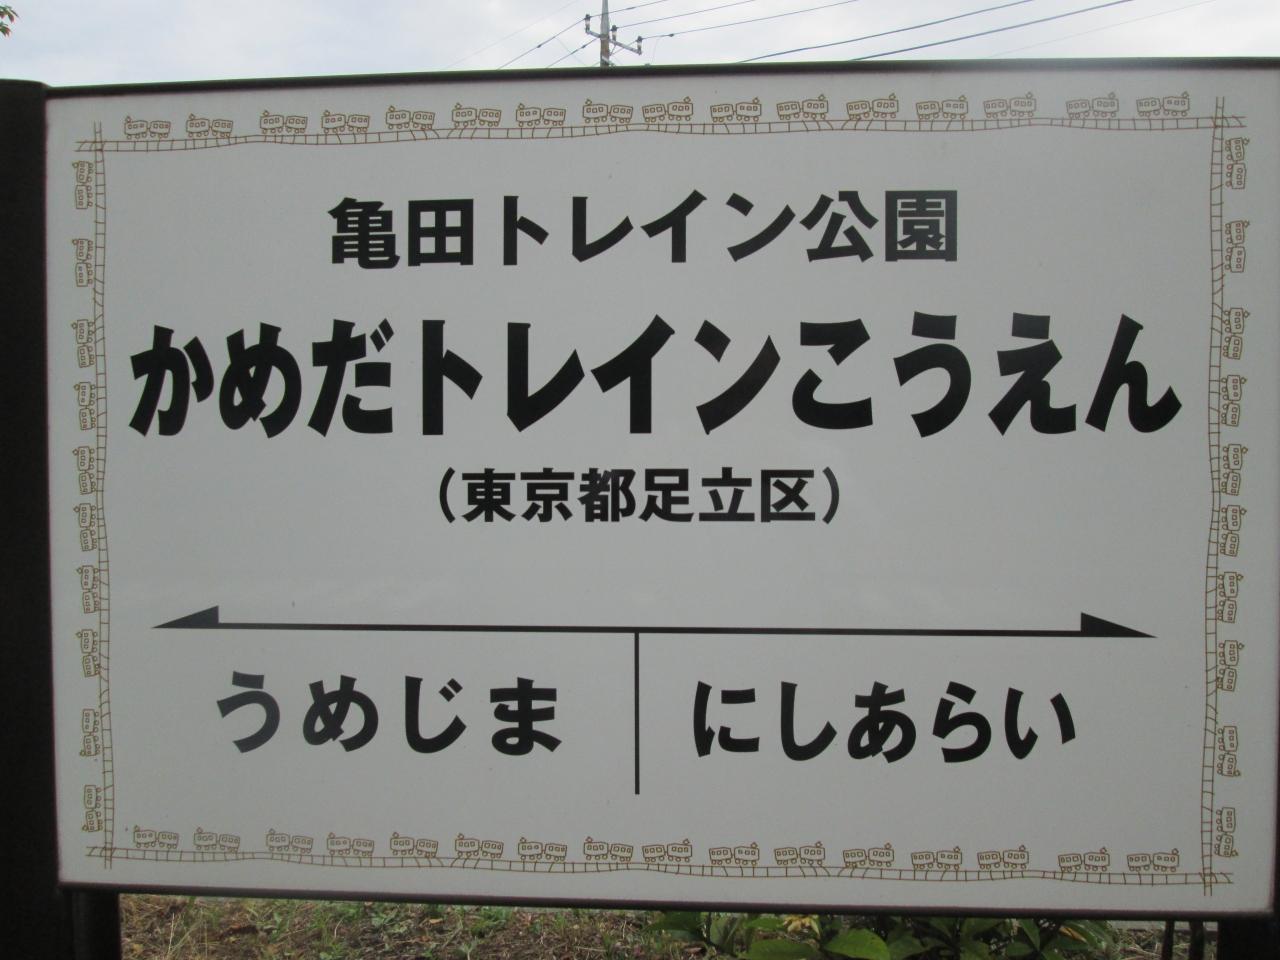 亀田トレイン公園
かめだトレインこうえん
（東京都足立区）
うめじま
にしあらい